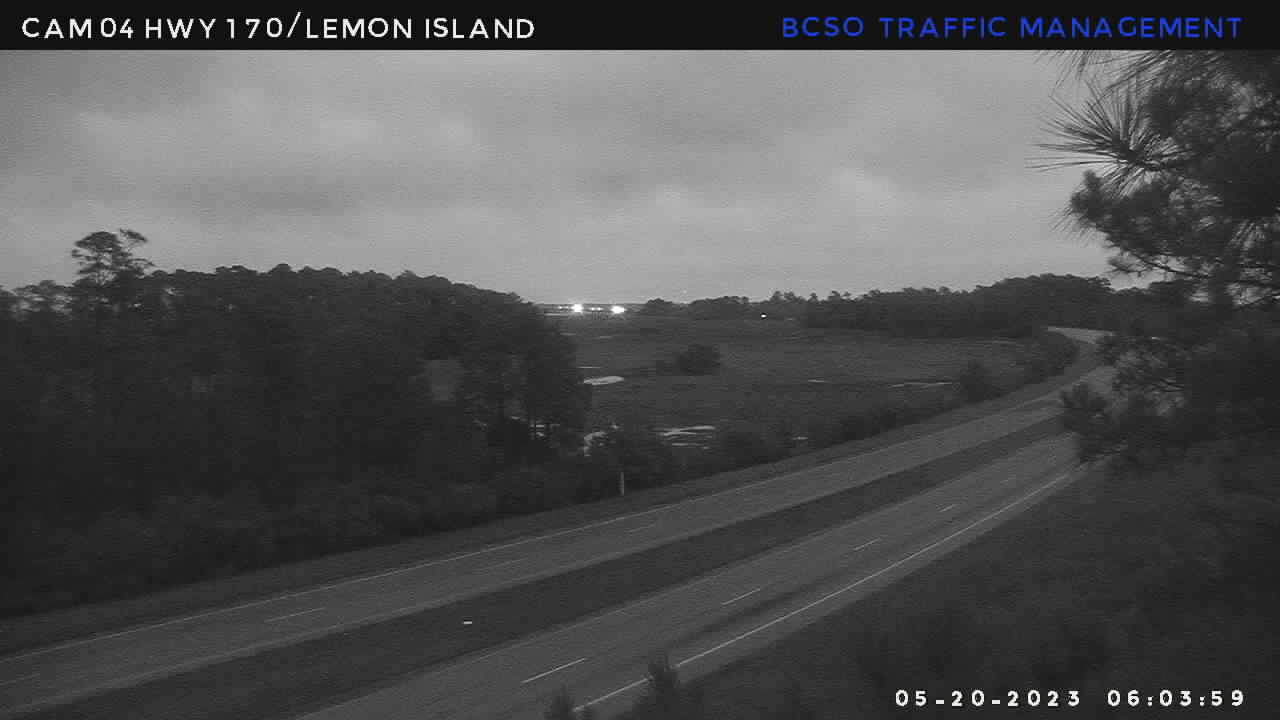 CAM04 HWY 170/LEMON ISLAND
BCSO TRAFFIC MANAGEMENT
05-20-2023 06:03:59